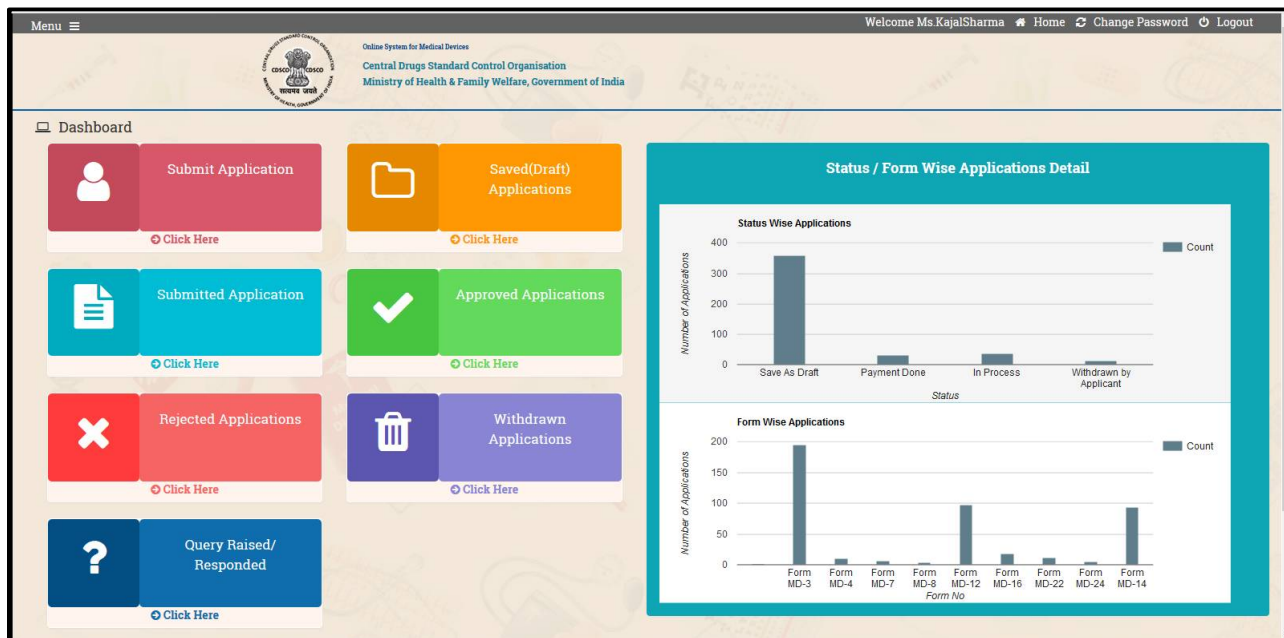 Menu
Welcome Ms.KajalSharma Home Change Password Logout
CDSCO CDSCO
सत्यमेव जयते
Online System for Medical Devices
Central Drugs Standard Control Organisation
Ministry of Health & Family Welfare, Government of India
Dashboard
Submit Application
Click Here
Saved(Draft)
Applications
Click Here
Submitted Application
Click Here
Approved Applications
Click Here
Rejected Applications
Click Here
Withdrawn
Applications
Click Here
Query Raised/
Responded
Click Here
Status / Form Wise Applications Detail
Status Wise Applications
Number of Applications
400
300
200
100
0
Save As Draft
Payment Done
In Process
Withdrawn by
Applicant
Status
Count
Form Wise Applications
Number of Applications
200
150
100
50
0
Form
MD-3
Form
MD-4
Form
MD-7
Form
MD-8
Form
MD-12
Form
MD-16
Form
MD-22
Form
MD-24
Form
MD-14
Form No
Count